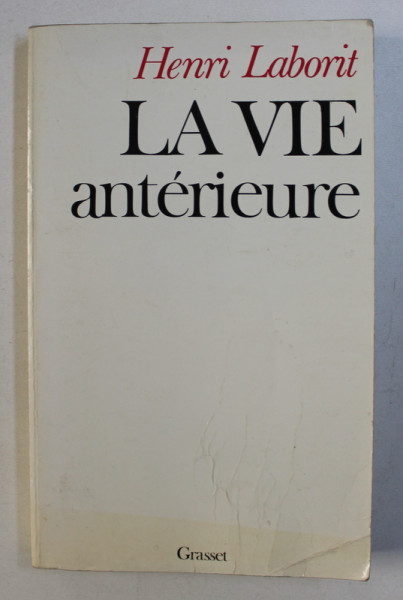 Henri Laborit
LA VIE
antérieure
Grasset